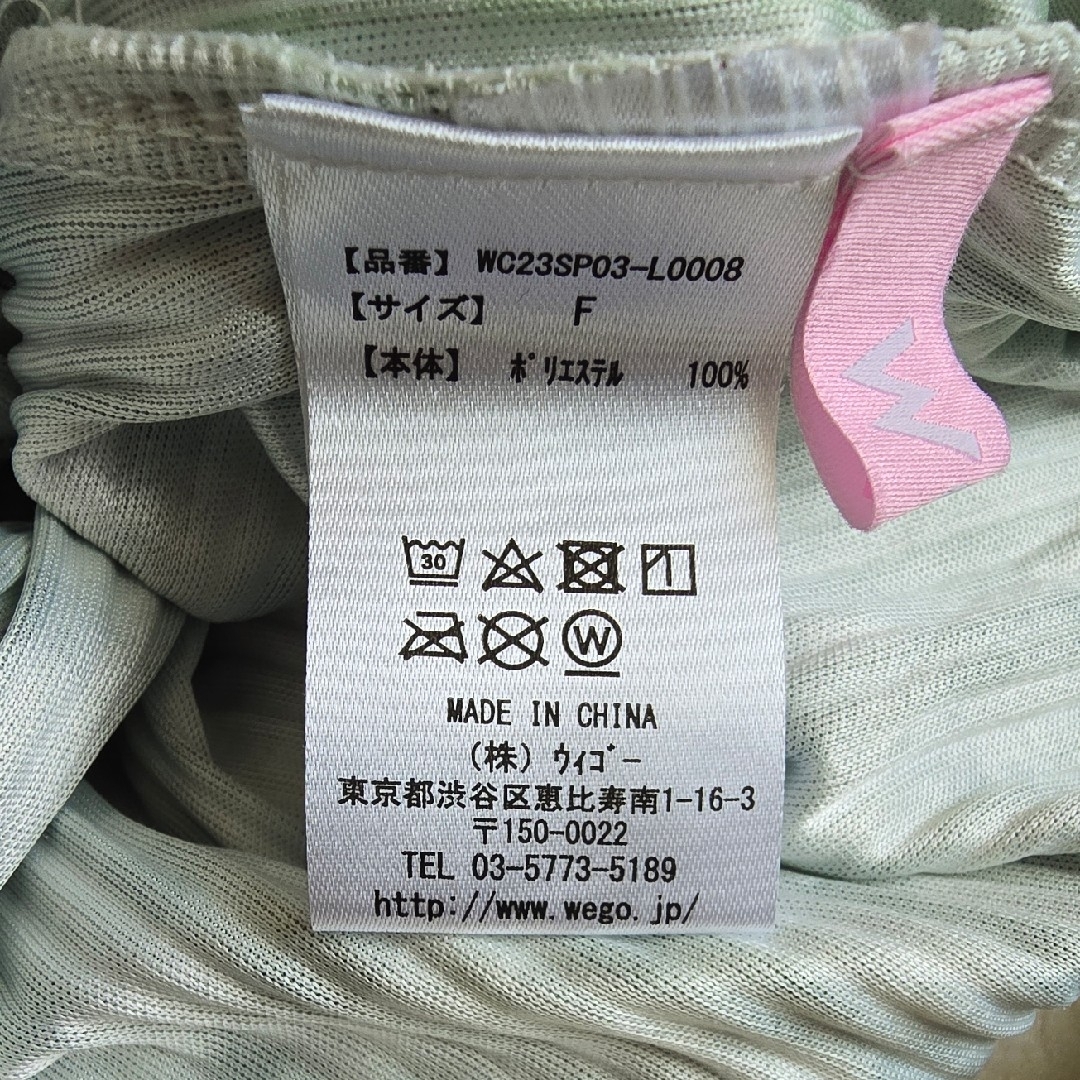 【品番】 WC23SP03-L0008
【サイズ】 F
【本体】 ﾎﾟﾘｴｽﾃﾙ 100%
30
W
MADE IN CHINA
(株) ｳｨｺﾞｰ
東京都渋谷区恵比寿南1-16-3
〒150-0022
TEL 03-5773-5189
http://www.wego.jp/
W